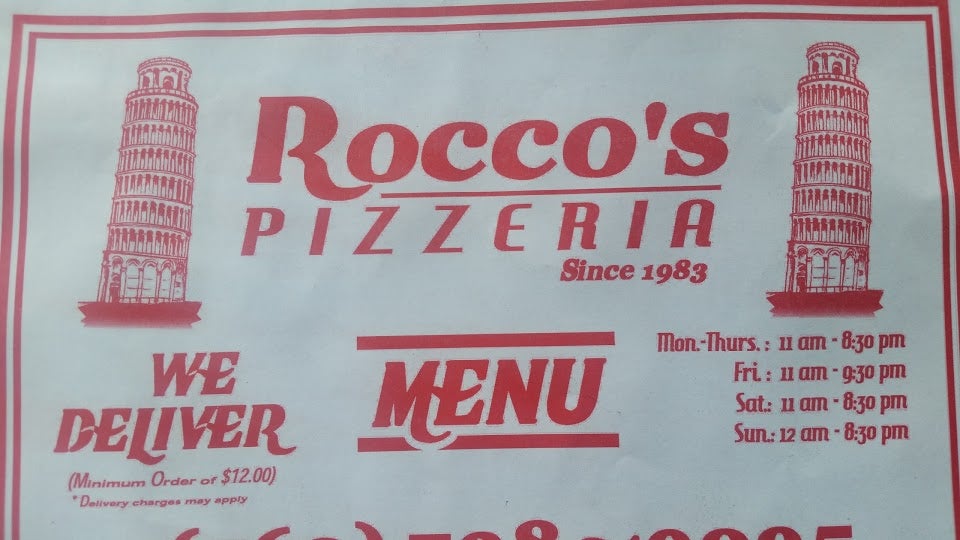 Rocco's
PIZZERIA
Since 1983
WE
DELIVER
(Minimum Order of $12.00)
* Delivery charges may apply
MENU
Mon.-Thurs. : 11 am - 8:30 pm
Fri. : 11 am - 9:30 pm
Sat.: 11 am - 8:30 pm
Sun.: 12 am - 8:30 pm